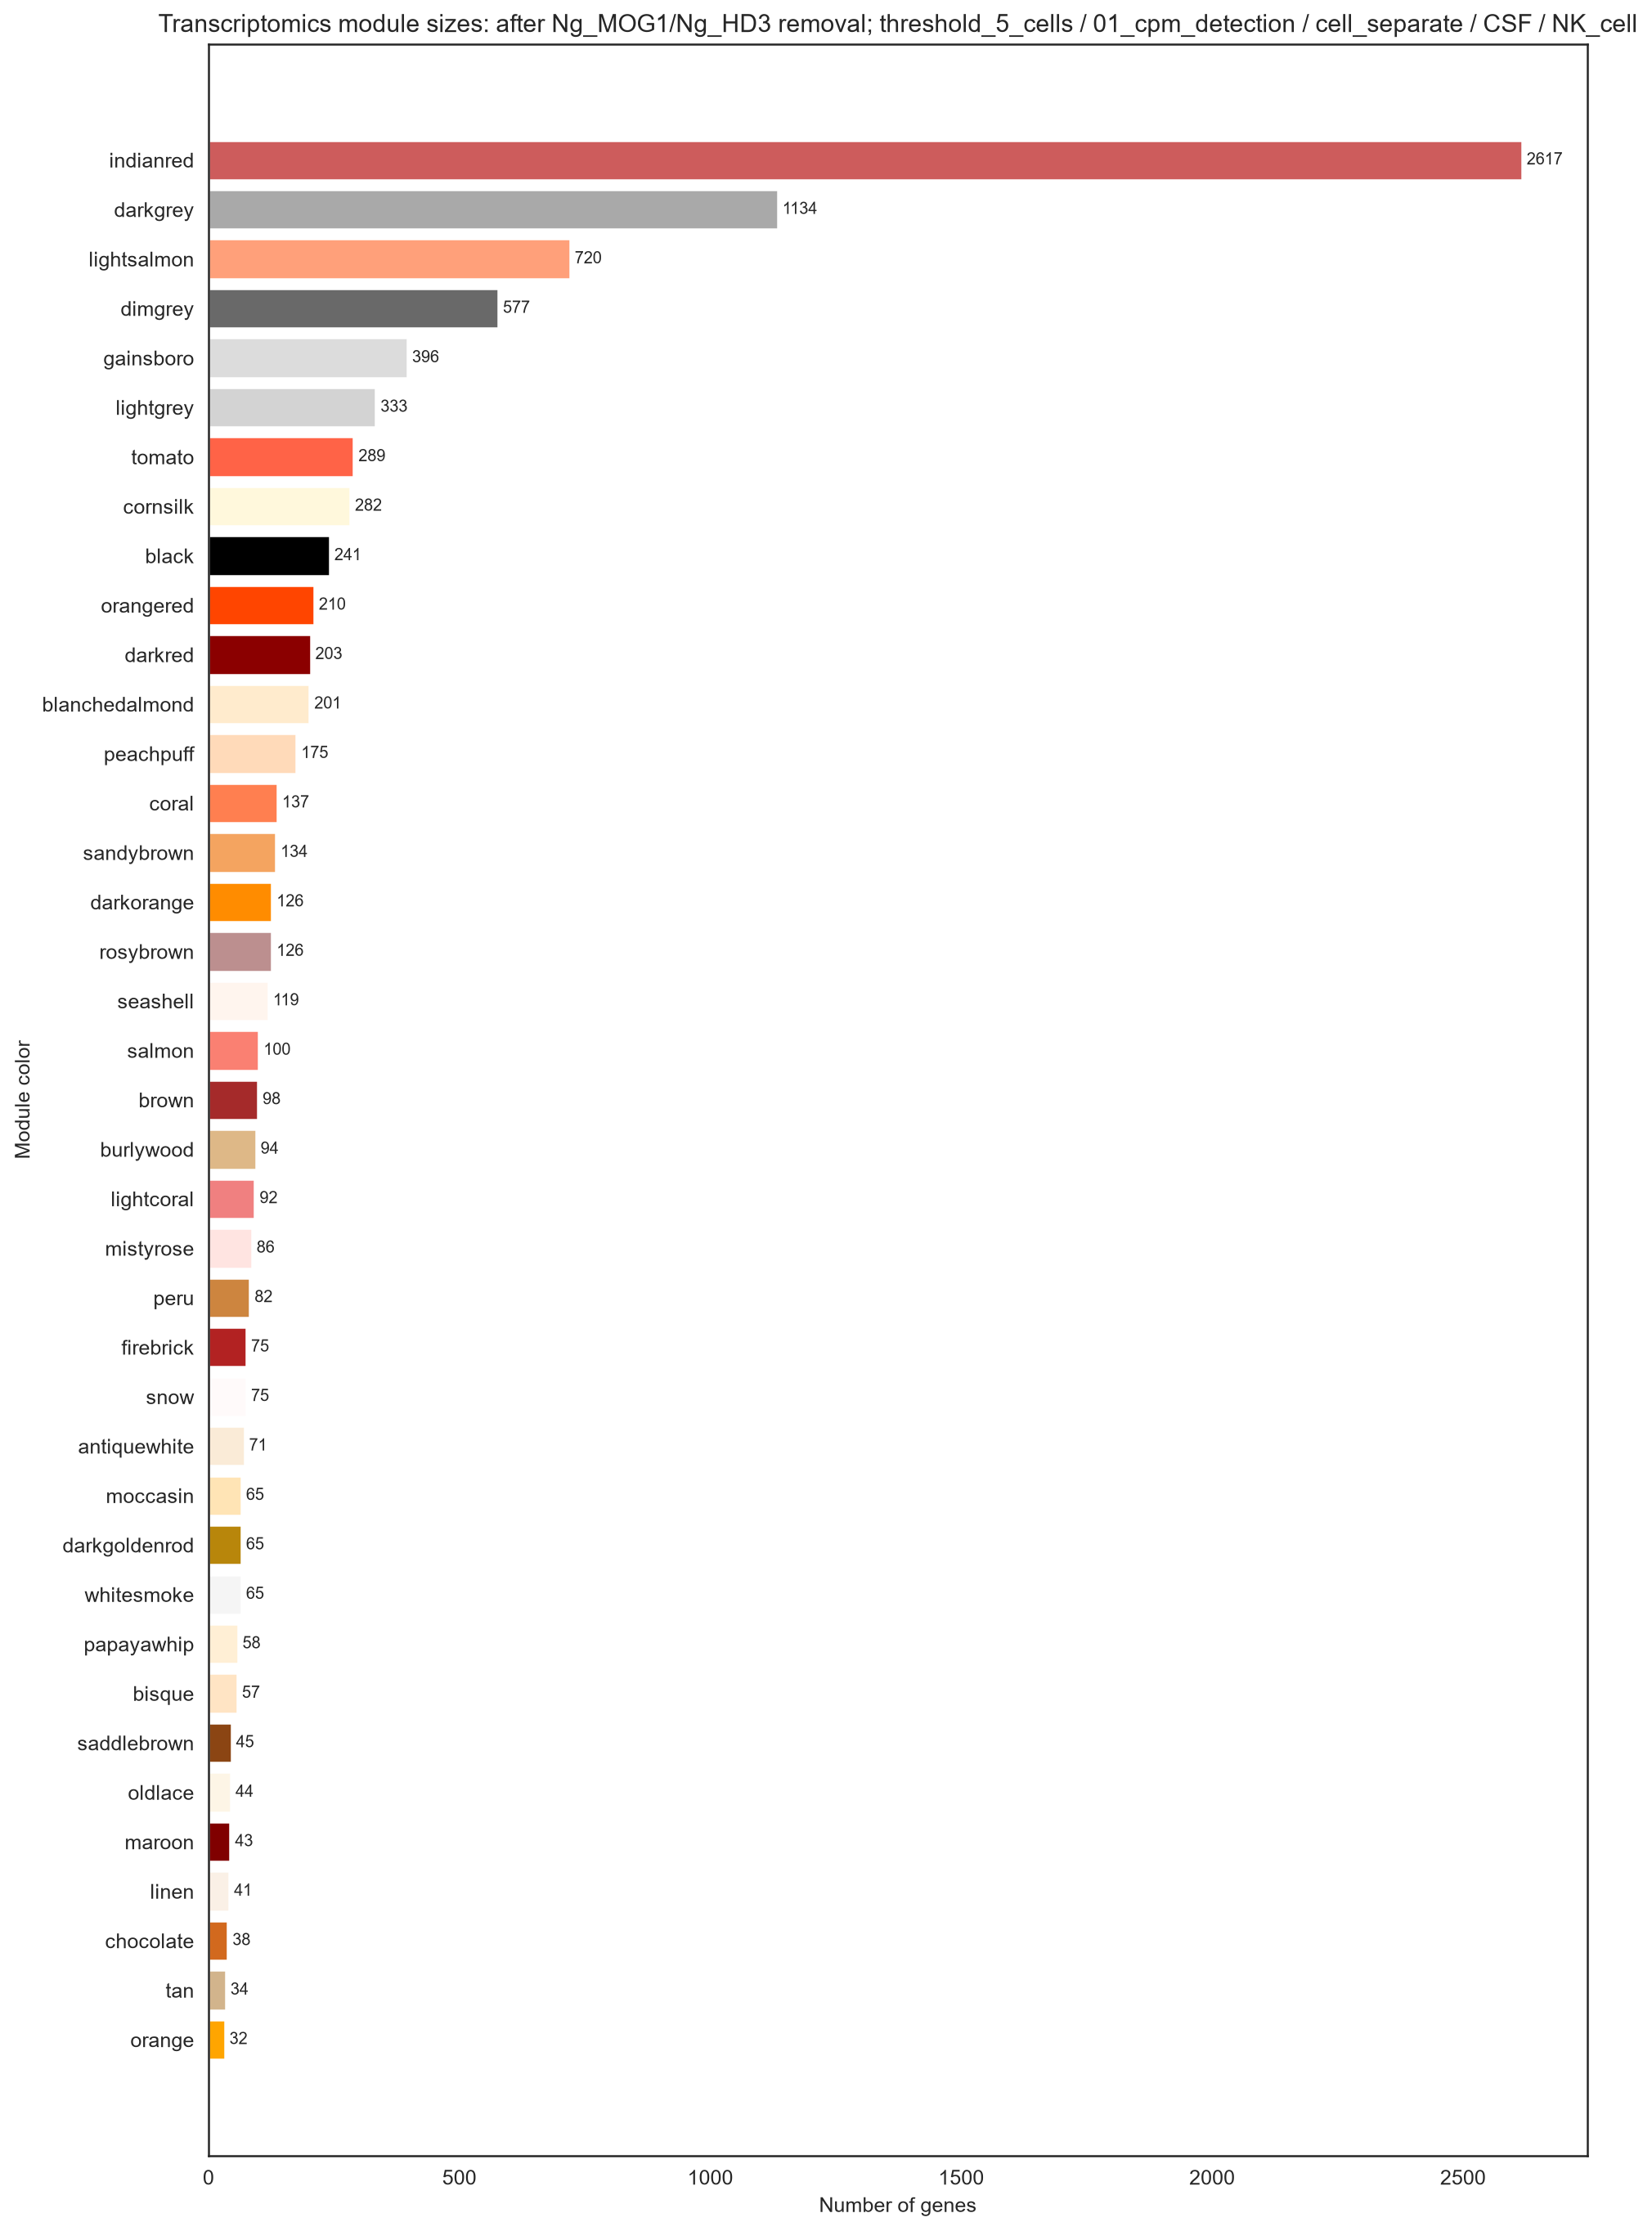 Transcriptomics module sizes: after Ng_MOG1/Ng_HD3 removal; threshold_5_cells / 01_cpm_detection / cell_separate / CSF / NK_cell
indianred 2617
darkgrey 1134
lightsalmon 720
dimgrey 577
gainsboro 396
lightgrey 333
tomato 289
cornsilk 282
black 241
orangered 210
darkred 203
blanchedalmond 201
peachpuff 175
coral 137
sandybrown 134
darkorange 126
rosybrown 126
seashell 119
salmon 100
brown 98
burlywood 94
lightcoral 92
mistyrose 86
peru 82
firebrick 75
snow 75
antiquewhite 71
moccasin 65
darkgoldenrod 65
whitesmoke 65
papayawhip 58
bisque 57
saddlebrown 45
oldlace 44
maroon 43
linen 41
chocolate 38
tan 34
orange 32
Module color
0 500 1000 1500 2000 2500
Number of genes